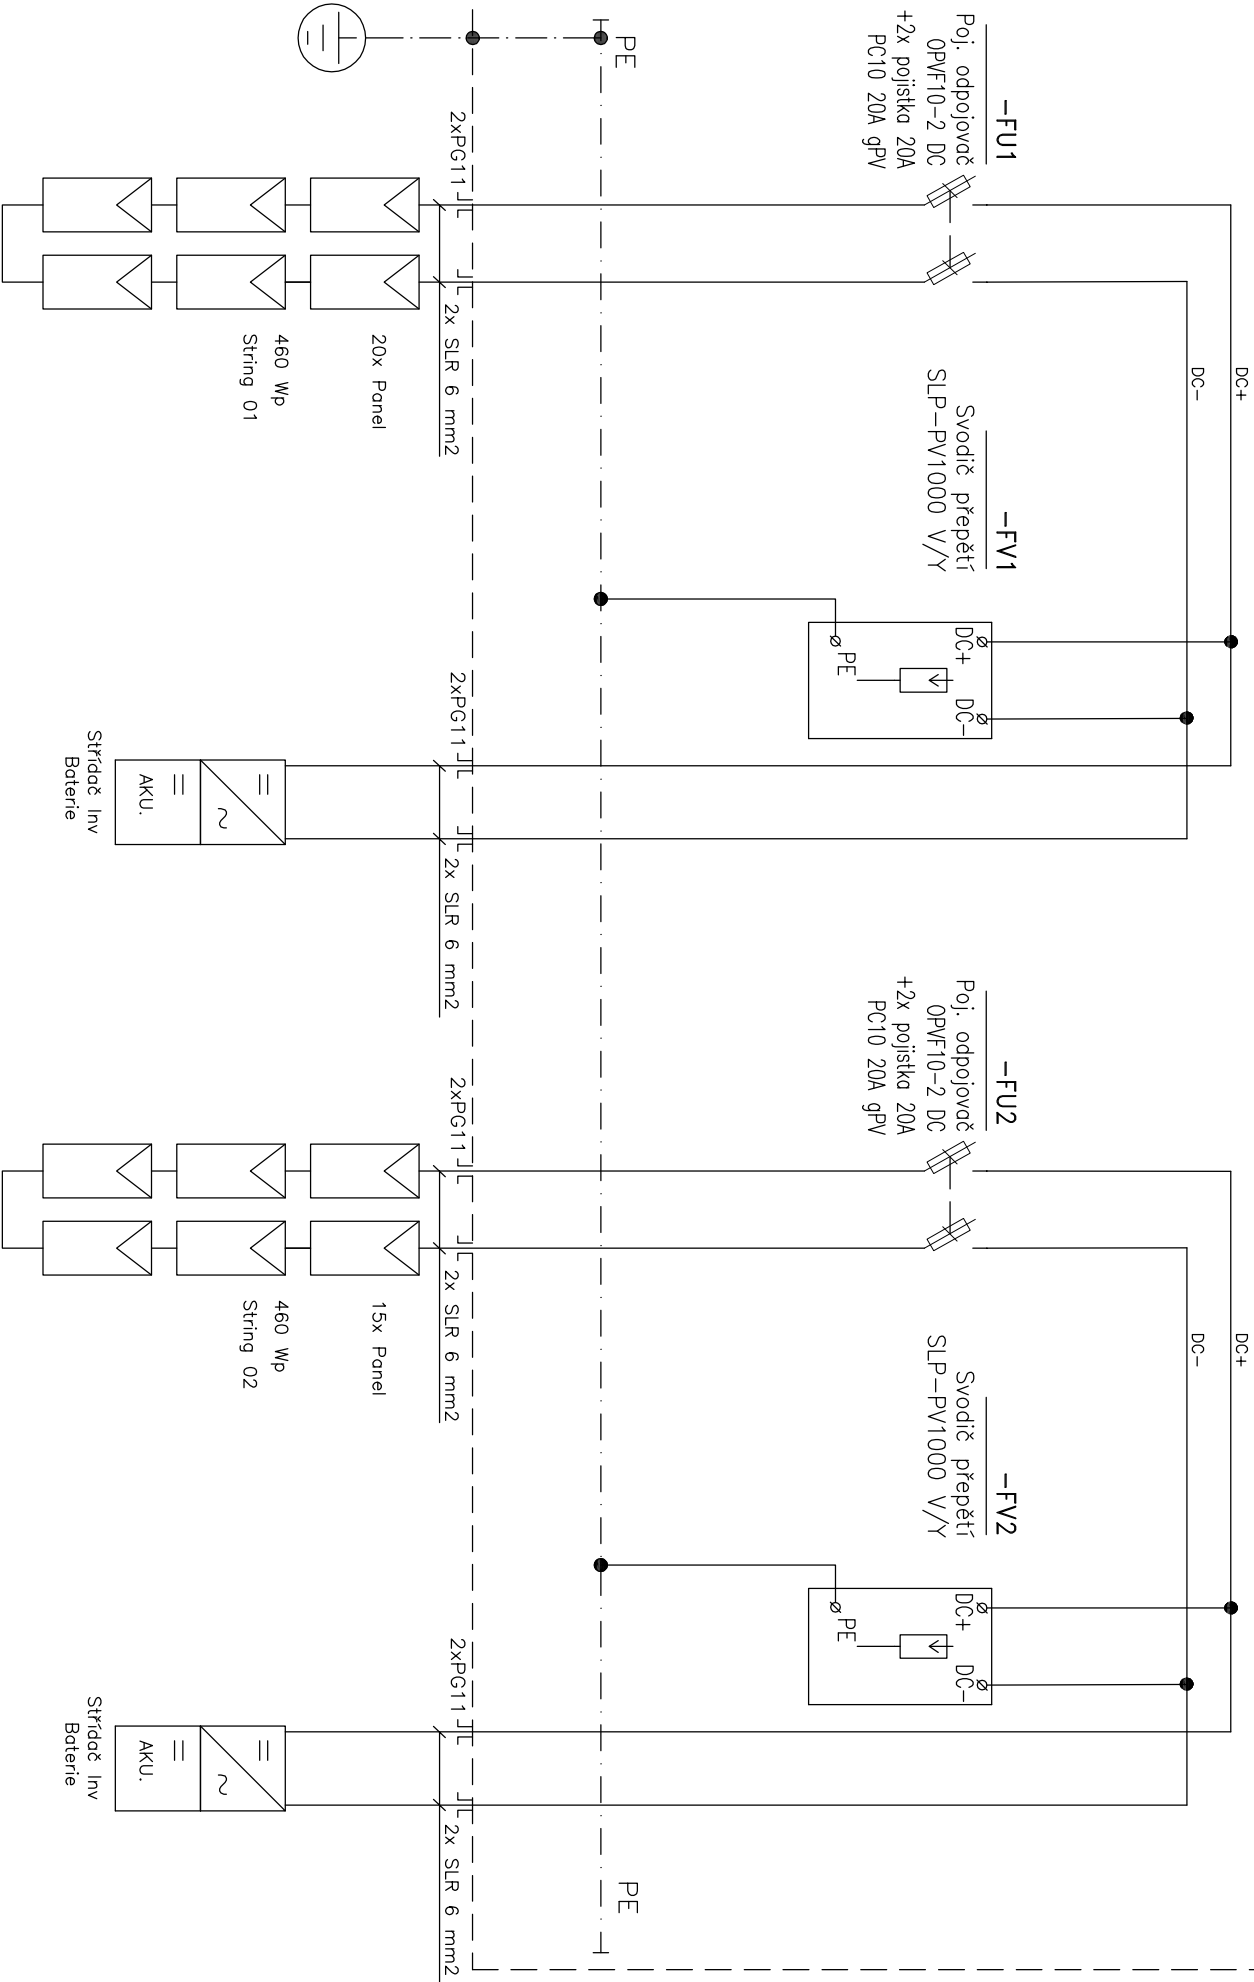 -FU1
Poj. odpojovač
OPVF10-2 DC
+2x pojistka 20A
PC10 20A gPV
DC+
DC-
-FV1
Svodič přepětí
SLP-PV1000 V/Y
DC+
DC-
PE
PE
2xPG11
2x SLR 6 mm2
20x Panel
460 Wp
String 01
2xPG11
2x SLR 6 mm2
AKU.
Střídač Inv
Baterie
-FU2
Poj. odpojovač
OPVF10-2 DC
+2x pojistka 20A
PC10 20A gPV
DC+
DC-
-FV2
Svodič přepětí
SLP-PV1000 V/Y
DC+
DC-
PE
PE
2xPG11
2x SLR 6 mm2
15x Panel
460 Wp
String 02
2xPG11
2x SLR 6 mm2
AKU.
Střídač Inv
Baterie